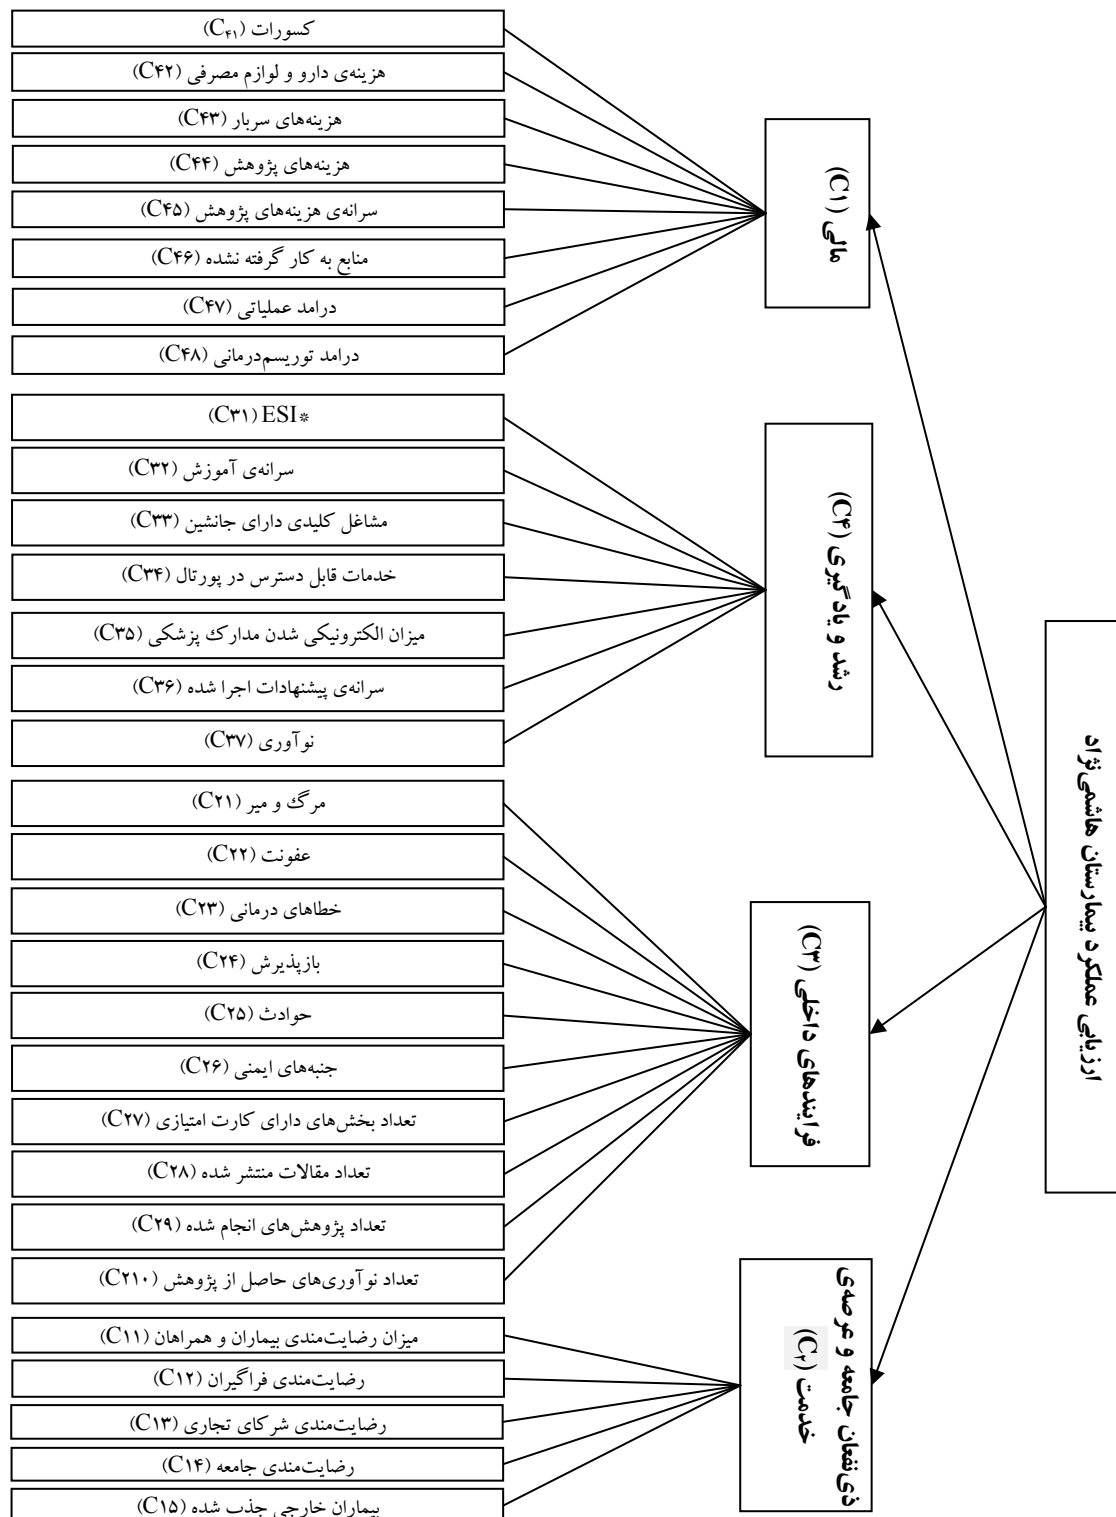 ارزیابی عملکرد بیمارستان هاشمی‌نژاد
مالی (C۱)
کسورات (C۴۱)
هزینه‌ی دارو و لوازم مصرفی (C۴۲)
هزینه‌های سربار (C۴۳)
هزینه‌های پژوهش (C۴۴)
سرانه‌ی هزینه‌های پژوهش (C۴۵)
منابع به کار گرفته نشده (C۴۶)
درامد عملیاتی (C۴۷)
درامد توریسم‌درمانی (C۴۸)
رشد و یادگیری (C۴)
*ESI (C۳۱)
سرانه‌ی آموزش (C۳۲)
مشاغل کلیدی دارای جانشین (C۳۳)
خدمات قابل دسترس در پورتال (C۳۴)
میزان الکترونیکی شدن مدارک پزشکی (C۳۵)
سرانه‌ی پیشنهادات اجرا شده (C۳۶)
نوآوری (C۳۷)
فرایندهای داخلی (C۳)
مرگ و میر (C۲۱)
عفونت (C۲۲)
خطاهای درمانی (C۲۳)
بازپذیرش (C۲۴)
حوادث (C۲۵)
جنبه‌های ایمنی (C۲۶)
تعداد بخش‌های دارای کارت امتیازی (C۲۷)
تعداد مقالات منتشر شده (C۲۸)
تعداد پژوهش‌های انجام شده (C۲۹)
تعداد نوآوری‌های حاصل از پژوهش (C۲۱۰)
ذی‌نفعان جامعه و عرصه‌ی
خدمت (C۲)
میزان رضایت‌مندی بیماران و همراهان (C۱۱)
رضایت‌مندی فراگیران (C۱۲)
رضایت‌مندی شرکای تجاری (C۱۳)
رضایت‌مندی جامعه (C۱۴)
بیماران خارجی جذب شده (C۱۵)